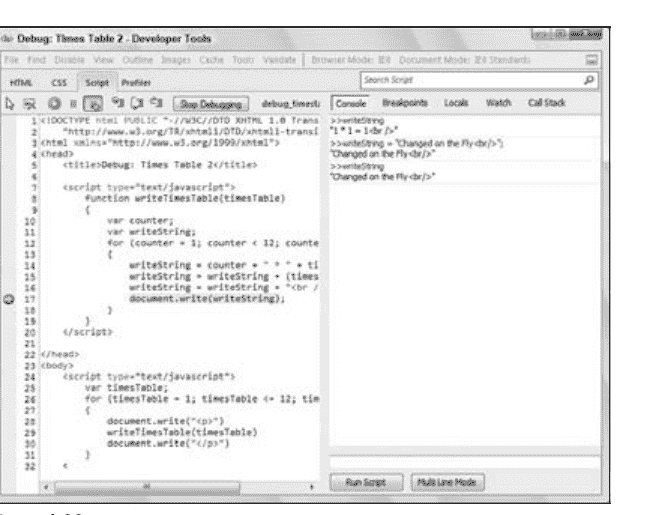 Debug: Times Table 2 - Developer Tools
File Find Disable View Outline Images Cache Tools Validate Browser Mode: IE8 Document Mode: IE8 Standards
HTML CSS Script Profiler Search Script
Stop Debugging debug_timesta Console Breakpoints Locals Watch Call Stack
1 <!DOCTYPE html PUBLIC "-//W3C//DTD XHTML 1.0 Trans
2 "http://www.w3.org/TR/xhtml1/DTD/xhtml1-transi
3 <html xmlns="http://www.w3.org/1999/xhtml">
4 <head>
5 <title>Debug: Times Table 2</title>
6
7 <script type="text/javascript">
8 function writeTimesTable(timesTable)
9 {
10 var counter;
11 var writeString;
12 for (counter = 1; counter < 12; counte
13 {
14 writeString = counter + " * " + ti
15 writeString = writeString + (times
16 writeString = writeString + "<br /
17 document.write(writeString);
18 }
19 }
20 </script>
21
22 </head>
23 <body>
24 <script type="text/javascript">
25 var timesTable;
26 for (timesTable = 1; timesTable <= 12; tim
27 {
28 document.write("<p>")
29 writeTimesTable(timesTable)
30 document.write("</p>")
31 }
32 <
>>writeString
"1 * 1 = 1<br />"
>>writeString = "Changed on the Fly<br/>";
"Changed on the Fly<br/>"
>>writeString
"Changed on the Fly<br/>"
Run Script Multi Line Mode